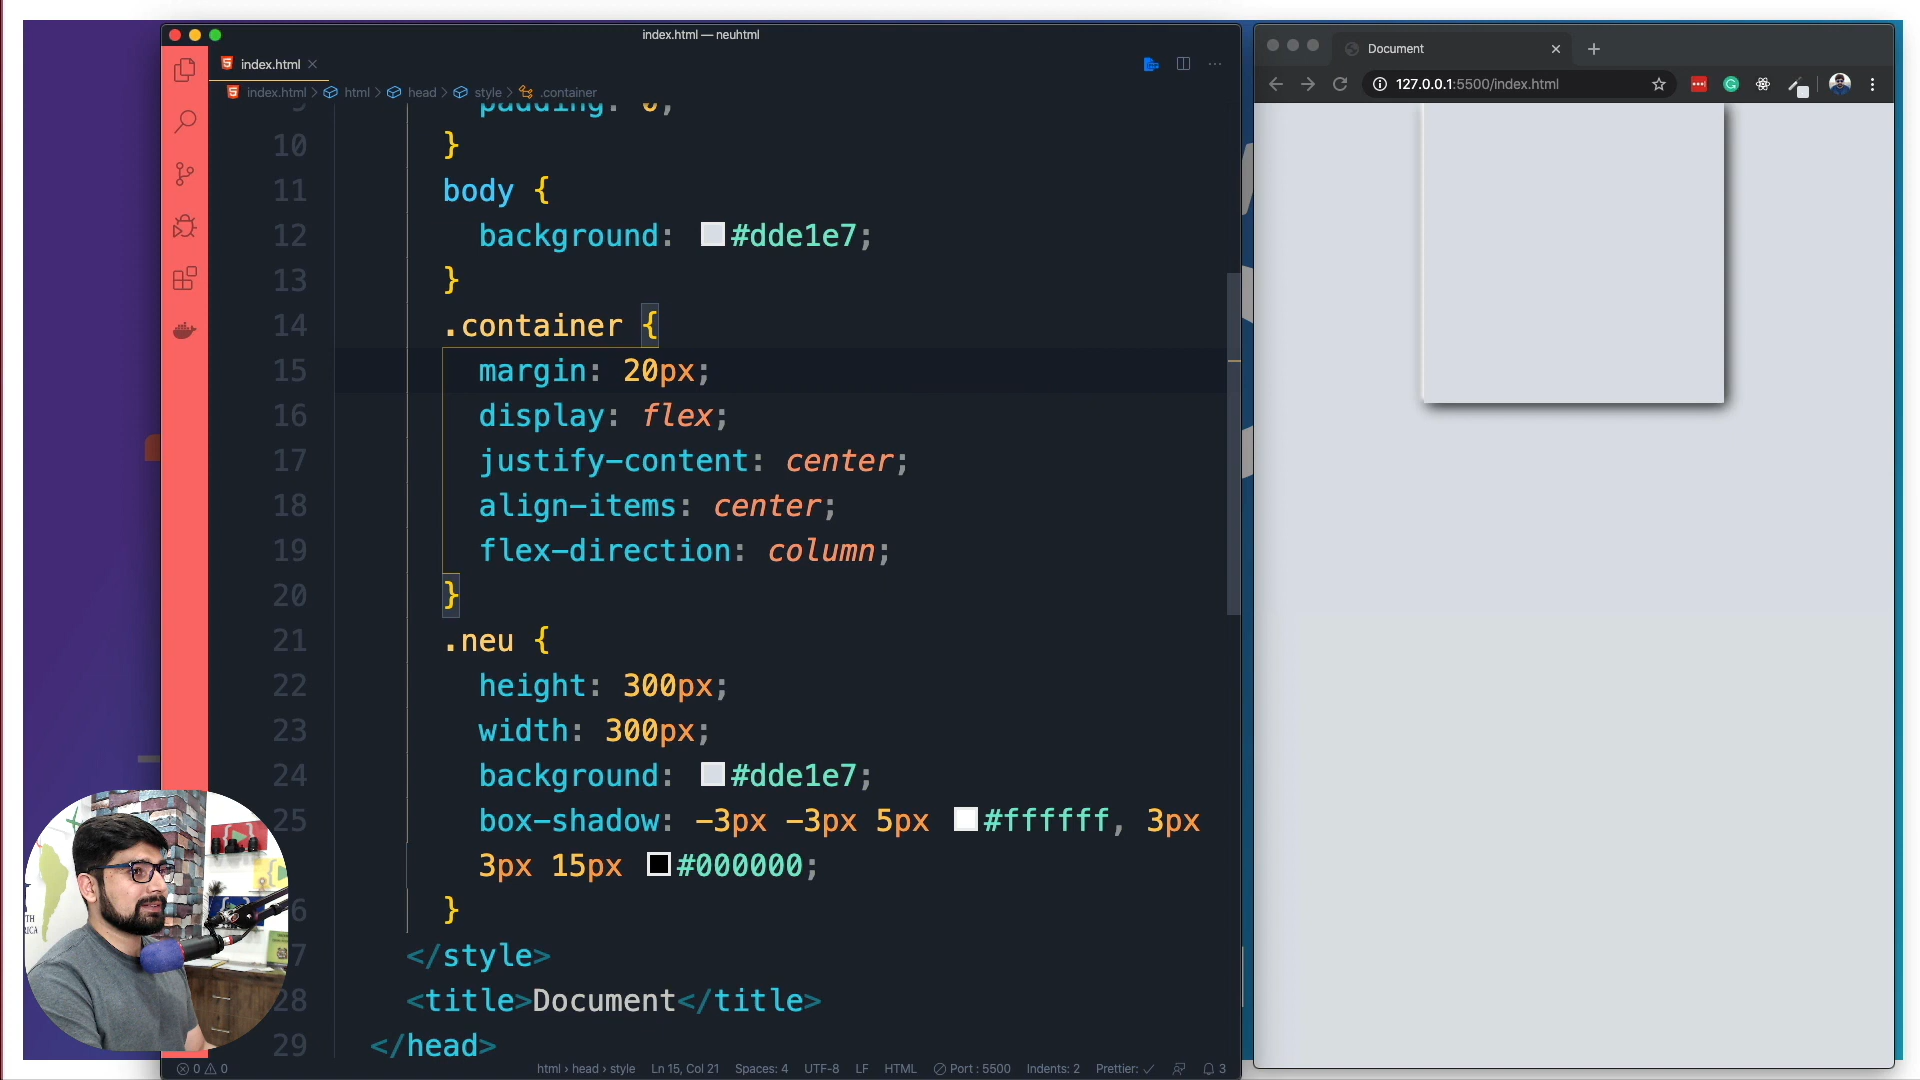 index.html — neuhtml
index.html
index.html > html > head > style > .container
padding: 0;
10 }
11 body {
12 background: #dde1e7;
13 }
14 .container {
15 margin: 20px;
16 display: flex;
17 justify-content: center;
18 align-items: center;
19 flex-direction: column;
20 }
21 .neu {
22 height: 300px;
23 width: 300px;
24 background: #dde1e7;
25 box-shadow: -3px -3px 5px #ffffff, 3px
3px 15px #000000;
6 }
7 </style>
28 <title>Document</title>
29 </head>
0 0 html › head › style Ln 15, Col 21 Spaces: 4 UTF-8 LF HTML Port : 5500 Indents: 2 Prettier: ✓ 3
Document
127.0.0.1:5500/index.html